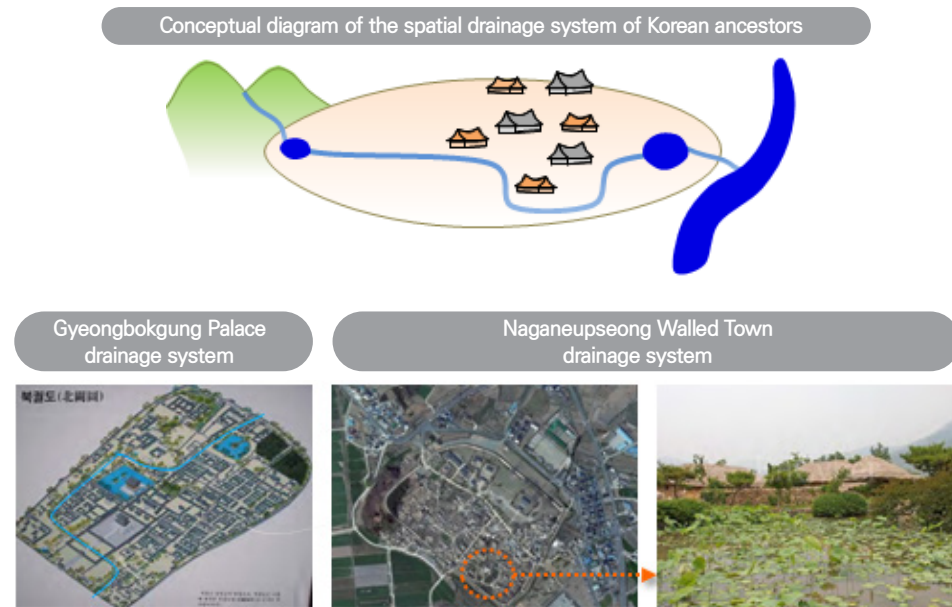 Conceptual diagram of the spatial drainage system of Korean ancestors
Gyeongbokgung Palace
drainage system
Naganeupseong Walled Town
drainage system
북궐도(北闕圖)